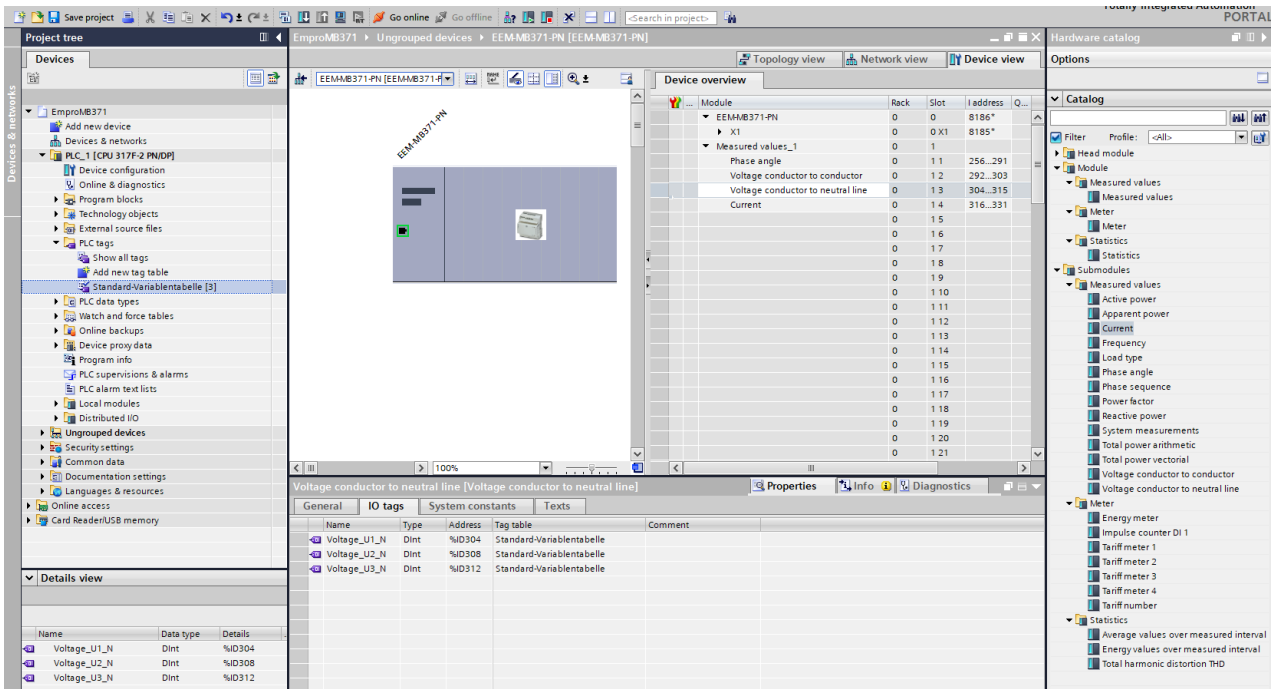 Totally Integrated Automation
PORTAL
Save project
Go online
Go offline
<Search in project>
Project tree
EmproMB371 ▸ Ungrouped devices ▸ EEM-MB371-PN [EEM-MB371-PN]
Hardware catalog
Devices
Topology view
Network view
Device view
Options
EEM-MB371-PN [EEM-MB371-P
100%
Devices & networks
EmproMB371
Add new device
Devices & networks
PLC_1 [CPU 317F-2 PN/DP]
Device configuration
Online & diagnostics
Program blocks
Technology objects
External source files
PLC tags
Show all tags
Add new tag table
Standard-Variablentabelle [3]
PLC data types
Watch and force tables
Online backups
Device proxy data
Program info
PLC supervisions & alarms
PLC alarm text lists
Local modules
Distributed I/O
Ungrouped devices
Security settings
Common data
Documentation settings
Languages & resources
Online access
Card Reader/USB memory
Details view
Name Data type Details
Voltage_U1_N DInt %ID304
Voltage_U2_N DInt %ID308
Voltage_U3_N DInt %ID312
EEM-MB371-PN
Device overview
... Module Rack Slot I address Q...
EEM-MB371-PN 0 0 8186*
X1 0 0 X1 8185*
Measured values_1 0 1
Phase angle 0 1 1 256...291
Voltage conductor to conductor 0 1 2 292...303
Voltage conductor to neutral line 0 1 3 304...315
Current 0 1 4 316...331
0 1 5
0 1 6
0 1 7
0 1 8
0 1 9
0 1 10
0 1 11
0 1 12
0 1 13
0 1 14
0 1 15
0 1 16
0 1 17
0 1 18
0 1 19
0 1 20
0 1 21
Voltage conductor to neutral line [Voltage conductor to neutral line]
Properties
Info
Diagnostics
General
IO tags
System constants
Texts
Name Type Address Tag table Comment
Voltage_U1_N DInt %ID304 Standard-Variablentabelle
Voltage_U2_N DInt %ID308 Standard-Variablentabelle
Voltage_U3_N DInt %ID312 Standard-Variablentabelle
Catalog
Filter Profile: <All>
Head module
Module
Measured values
Measured values
Meter
Meter
Statistics
Statistics
Submodules
Measured values
Active power
Apparent power
Current
Frequency
Load type
Phase angle
Phase sequence
Power factor
Reactive power
System measurements
Total power arithmetic
Total power vectorial
Voltage conductor to conductor
Voltage conductor to neutral line
Meter
Energy meter
Impulse counter DI 1
Tariff meter 1
Tariff meter 2
Tariff meter 3
Tariff meter 4
Tariff number
Statistics
Average values over measured interval
Energy values over measured interval
Total harmonic distortion THD